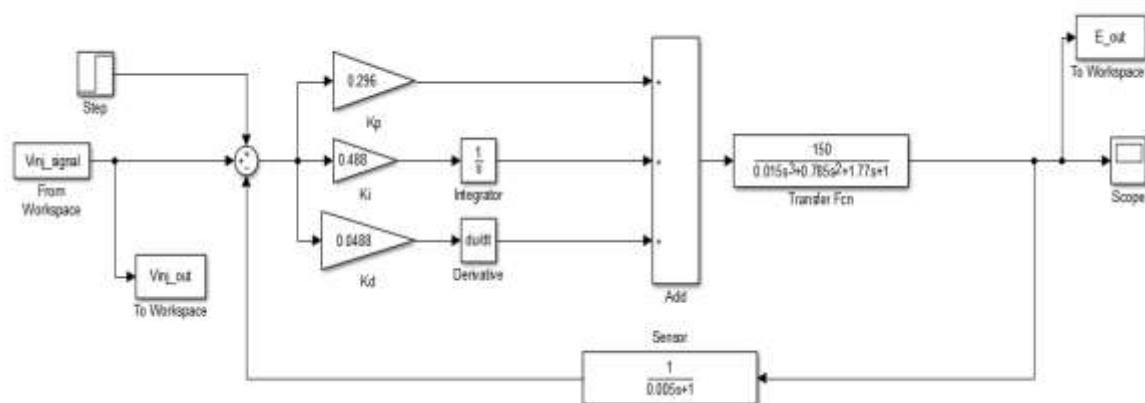 E_out
To Workspace
Step
0.296
Kp
Vinj_signal
From
Workspace
0.488
Ki
1
s
Integrator
150
0.015s3+0.785s2+1.77s+1
Transfer Fcn
Scope
0.0488
Kd
du/dt
Derivative
Add
Vinj_out
To Workspace
Sensor
1
0.005s+1